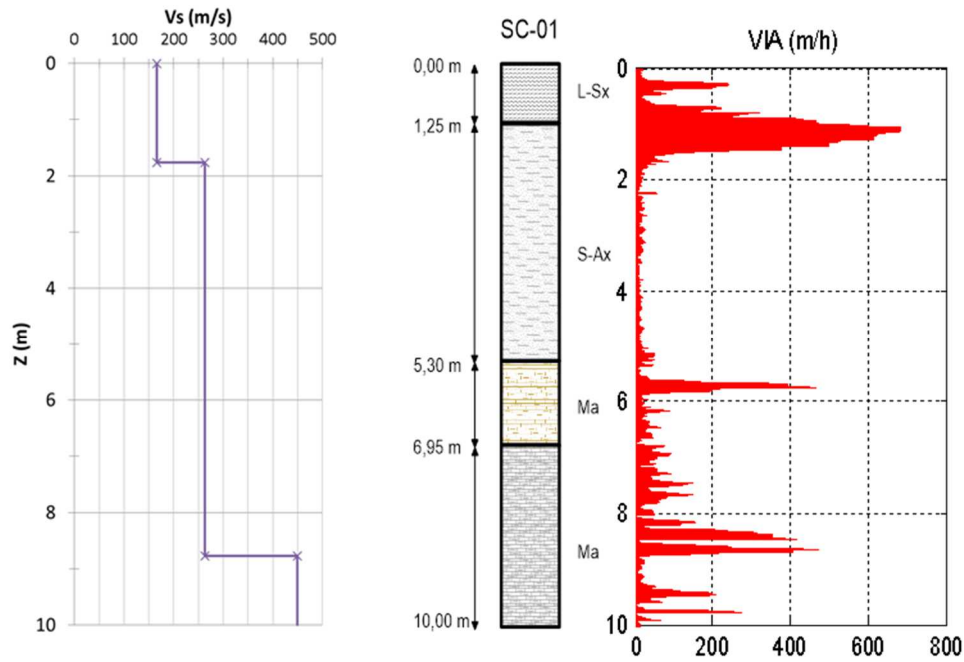 Vs (m/s)
0 100 200 300 400 500
0
2
4
6
8
10
Z (m)
SC-01
0,00 m
1,25 m
5,30 m
6,95 m
10,00 m
L-Sx
S-Ax
Ma
Ma
VIA (m/h)
0
2
4
6
8
10
0 200 400 600 800